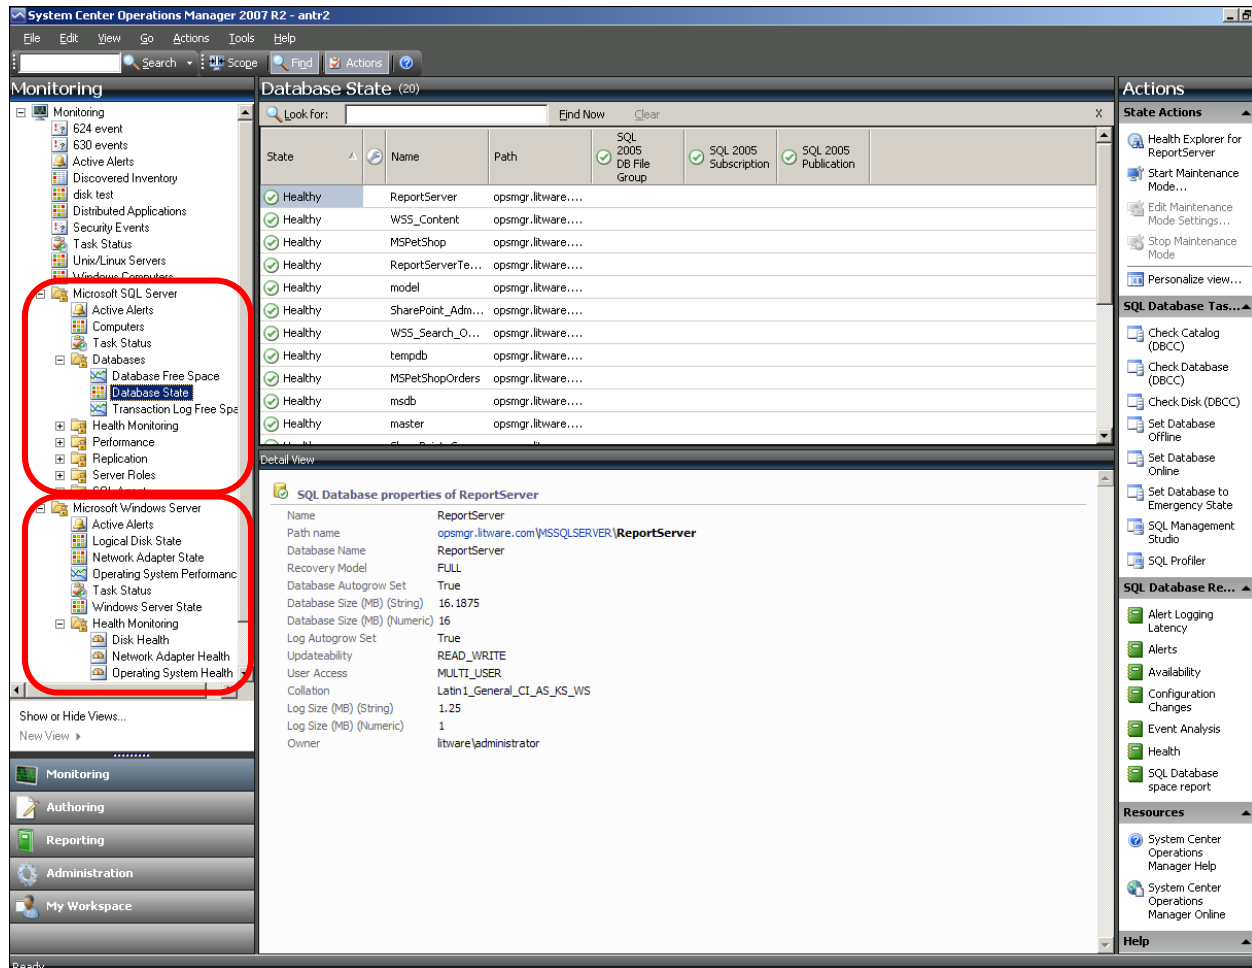 System Center Operations Manager 2007 R2 - antr2
File Edit View Go Actions Tools Help
Search Scope Find Actions
Monitoring
Monitoring
624 event
630 events
Active Alerts
Discovered Inventory
disk test
Distributed Applications
Security Events
Task Status
Unix/Linux Servers
Windows Computers
Microsoft SQL Server
Active Alerts
Computers
Task Status
Databases
Database Free Space
Database State
Transaction Log Free Spa
Health Monitoring
Performance
Replication
Server Roles
Microsoft Windows Server
Active Alerts
Logical Disk State
Network Adapter State
Operating System Performanc
Task Status
Windows Server State
Health Monitoring
Disk Health
Network Adapter Health
Operating System Health
Show or Hide Views...
New View
Monitoring
Authoring
Reporting
Administration
My Workspace
Ready
Database State (20)
Look for: Find Now Clear X
State Name Path SQL 2005 DB File Group SQL 2005 Subscription SQL 2005 Publication
Healthy ReportServer opsmgr.litware....
Healthy WSS_Content opsmgr.litware....
Healthy MSPetShop opsmgr.litware....
Healthy ReportServerTe... opsmgr.litware....
Healthy model opsmgr.litware....
Healthy SharePoint_Adm... opsmgr.litware....
Healthy WSS_Search_O... opsmgr.litware....
Healthy tempdb opsmgr.litware....
Healthy MSPetShopOrders opsmgr.litware....
Healthy msdb opsmgr.litware....
Healthy master opsmgr.litware....
Detail View
SQL Database properties of ReportServer
Name ReportServer
Path name opsmgr.litware.com\MSSQLSERVER\ReportServer
Database Name ReportServer
Recovery Model FULL
Database Autogrow Set True
Database Size (MB) (String) 16.1875
Database Size (MB) (Numeric) 16
Log Autogrow Set True
Updateability READ_WRITE
User Access MULTI_USER
Collation Latin1_General_CI_AS_KS_WS
Log Size (MB) (String) 1.25
Log Size (MB) (Numeric) 1
Owner litware\administrator
Actions
State Actions
Health Explorer for
ReportServer
Start Maintenance
Mode...
Edit Maintenance
Mode Settings...
Stop Maintenance
Mode
Personalize view...
SQL Database Tas...
Check Catalog
(DBCC)
Check Database
(DBCC)
Check Disk (DBCC)
Set Database
Offline
Set Database
Online
Set Database to
Emergency State
SQL Management
Studio
SQL Profiler
SQL Database Re...
Alert Logging
Latency
Alerts
Availability
Configuration
Changes
Event Analysis
Health
SQL Database
space report
Resources
System Center
Operations
Manager Help
System Center
Operations
Manager Online
Help